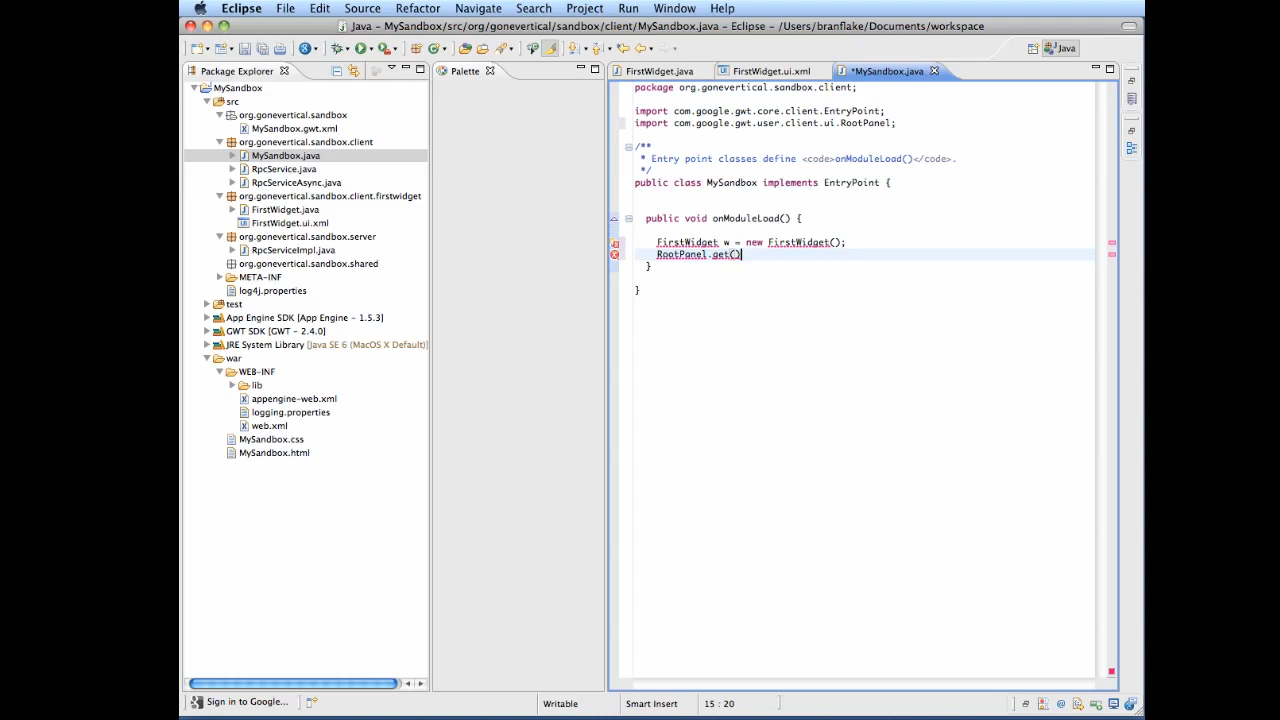 Eclipse File Edit Source Refactor Navigate Search Project Run Window Help
Java - MySandbox/src/org/gonevertical/sandbox/client/MySandbox.java - Eclipse - /Users/branflake/Documents/workspace
Java
Package Explorer
Palette
FirstWidget.java
FirstWidget.ui.xml
*MySandbox.java
MySandbox
src
org.gonevertical.sandbox
MySandbox.gwt.xml
org.gonevertical.sandbox.client
MySandbox.java
RpcService.java
RpcServiceAsync.java
org.gonevertical.sandbox.client.firstwidget
FirstWidget.java
FirstWidget.ui.xml
org.gonevertical.sandbox.server
RpcServiceImpl.java
org.gonevertical.sandbox.shared
META-INF
log4j.properties
test
App Engine SDK [App Engine - 1.5.3]
GWT SDK [GWT - 2.4.0]
JRE System Library [Java SE 6 (MacOS X Default)]
war
WEB-INF
lib
appengine-web.xml
logging.properties
web.xml
MySandbox.css
MySandbox.html
package org.gonevertical.sandbox.client;
import com.google.gwt.core.client.EntryPoint;
import com.google.gwt.user.client.ui.RootPanel;
/**
* Entry point classes define <code>onModuleLoad()</code>.
*/
public class MySandbox implements EntryPoint {
public void onModuleLoad() {
FirstWidget w = new FirstWidget();
RootPanel.get()
}
}
Sign in to Google...
Writable
Smart Insert
15 : 20